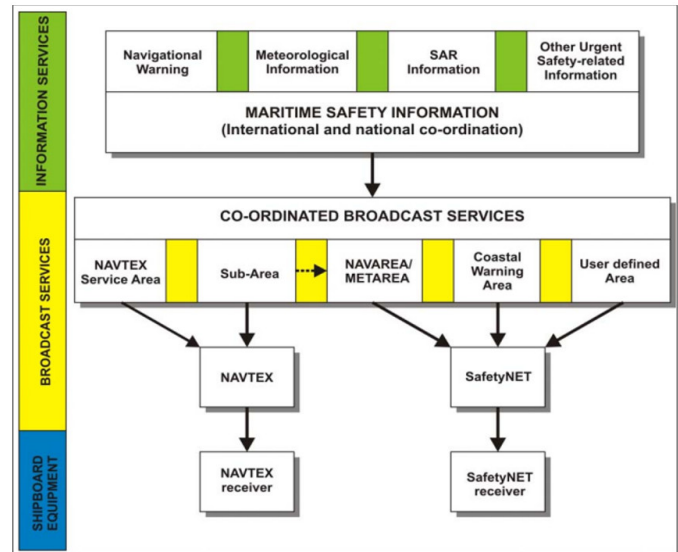 INFORMATION SERVICES
Navigational
Warning
Meteorological
Information
SAR
Information
Other Urgent
Safety-related
Information
MARITIME SAFETY INFORMATION
(International and national co-ordination)
BROADCAST SERVICES
CO-ORDINATED BROADCAST SERVICES
NAVTEX
Service Area
Sub-Area
NAVAREA/
METAREA
Coastal
Warning
Area
User defined
Area
NAVTEX
SafetyNET
SHIPBOARD
EQUIPMENT
NAVTEX
receiver
SafetyNET
receiver